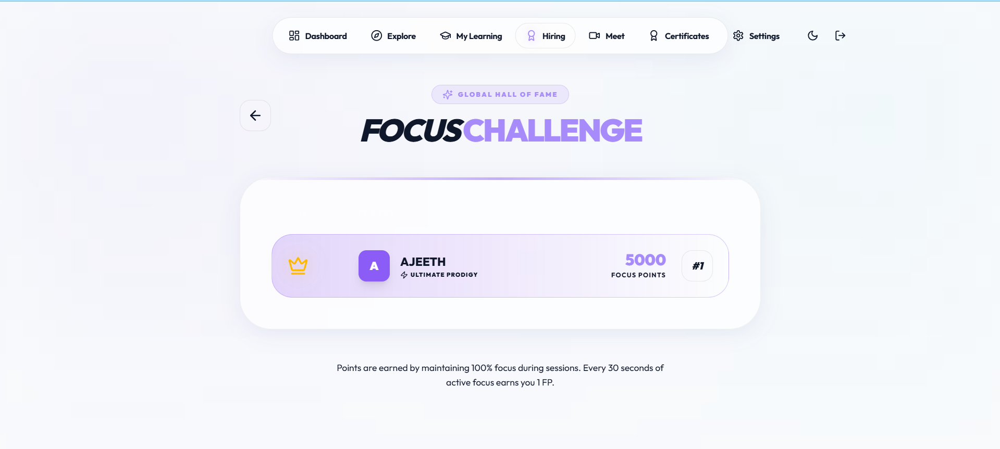 Dashboard Explore My Learning Hiring Meet Certificates Settings
GLOBAL HALL OF FAME
FOCUS CHALLENGE
A
AJEETH
ULTIMATE PRODIGY
5000
FOCUS POINTS
#1
Points are earned by maintaining 100% focus during sessions. Every 30 seconds of
active focus earns you 1 FP.